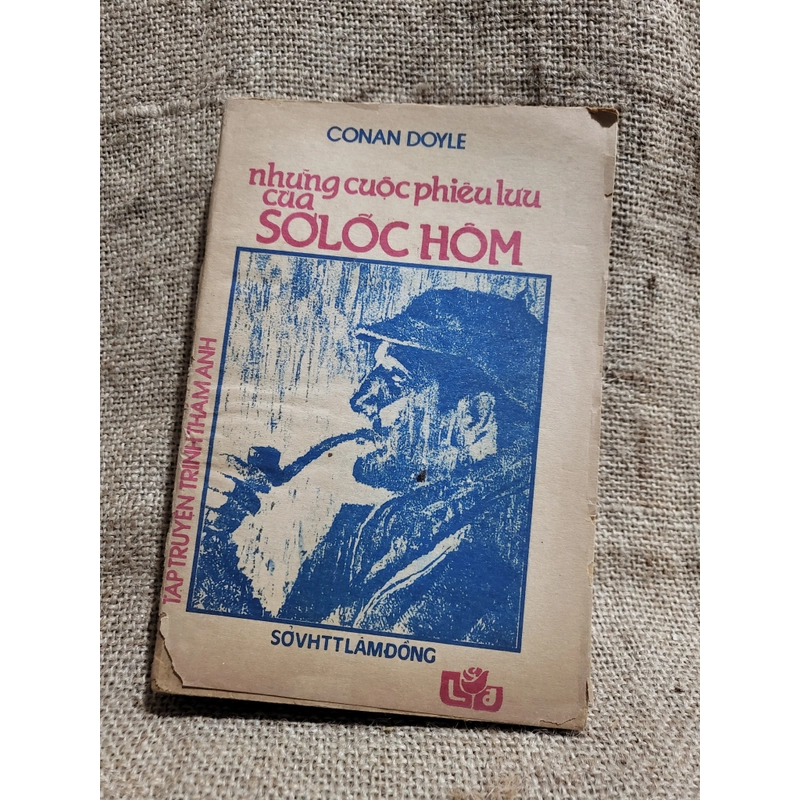 CONAN DOYLE
những cuộc phiêu lưu
của
SƠLỐC HÔM
TẬP TRUYỆN TRINH THÁM ANH
SỞ VHTT LÂM ĐỒNG